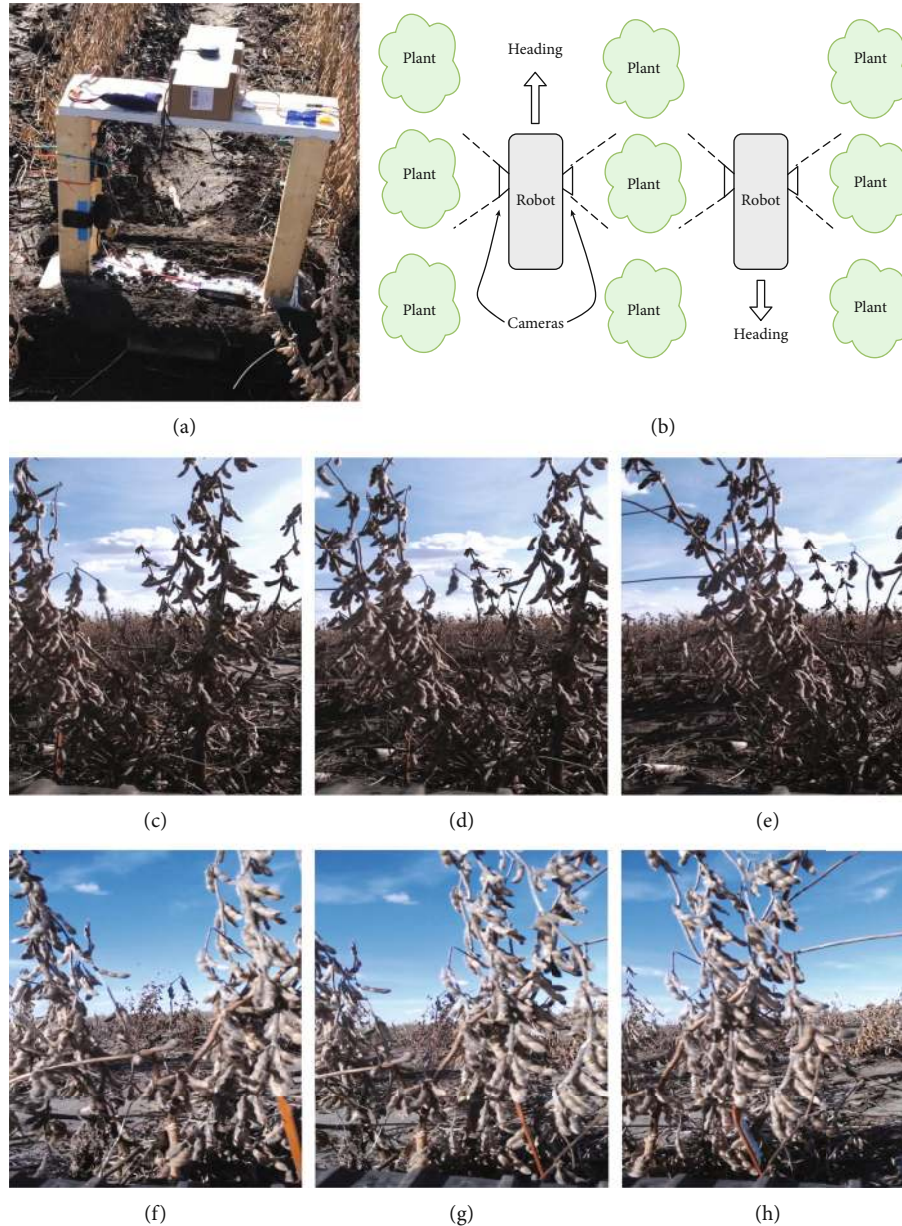 Plant
Heading
Plant
Plant
Plant
Robot
Plant
Robot
Plant
Plant
Cameras
Plant
Heading
Plant
(a)
(b)
(c)
(d)
(e)
(f)
(g)
(h)